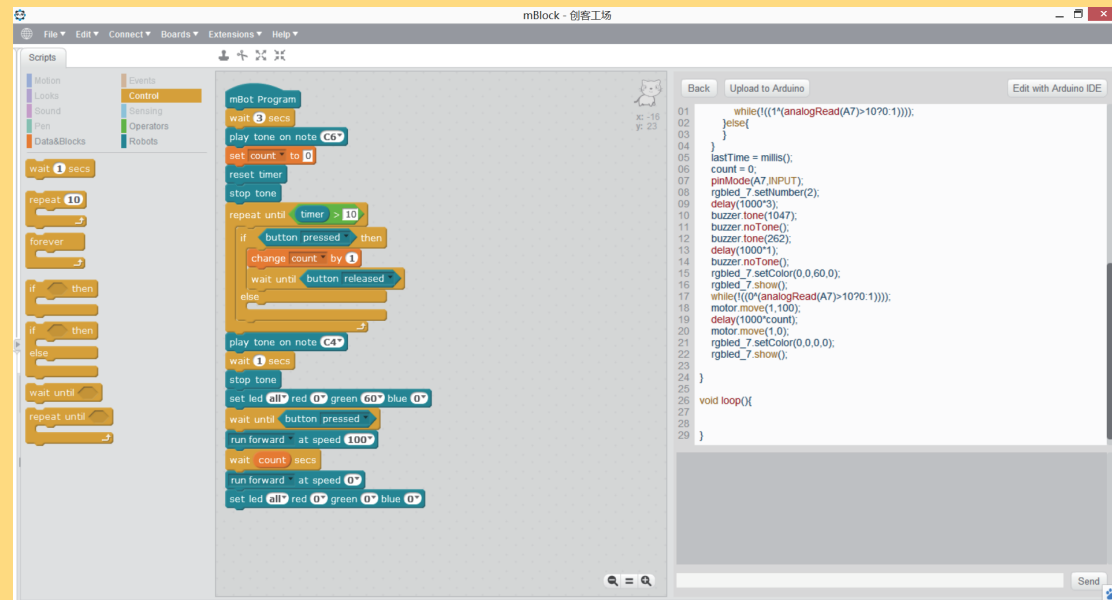 mBlock - 创客工场
File Edit Connect Boards Extensions Help
Scripts
Motion
Looks
Sound
Pen
Data&Blocks
Events
Control
Sensing
Operators
Robots
wait 1 secs
repeat 10
forever
if then
if then
else
wait until
repeat until
mBot Program
wait 3 secs
play tone on note C6
set count to 0
reset timer
stop tone
repeat until timer > 10
if button pressed then
change count by 1
wait until button released
else
play tone on note C4
wait 1 secs
stop tone
set led all red 0 green 60 blue 0
wait until button pressed
run forward at speed 100
wait count secs
run forward at speed 0
set led all red 0 green 0 blue 0
x: -16
y: 23
Back Upload to Arduino Edit with Arduino IDE
01 while(!((1^(analogRead(A7)>10?0:1))));
02 }else{
03 }
04 }
05 lastTime = millis();
06 count = 0;
07 pinMode(A7,INPUT);
08 rgbled_7.setNumber(2);
09 delay(1000*3);
10 buzzer.tone(1047);
11 buzzer.noTone();
12 buzzer.tone(262);
13 delay(1000*1);
14 buzzer.noTone();
15 rgbled_7.setColor(0,0,60,0);
16 rgbled_7.show();
17 while(!((0^(analogRead(A7)>10?0:1))));
18 motor.move(1,100);
19 delay(1000*count);
20 motor.move(1,0);
21 rgbled_7.setColor(0,0,0,0);
22 rgbled_7.show();
23
24 }
25
26 void loop(){
27
28
29 }
Send